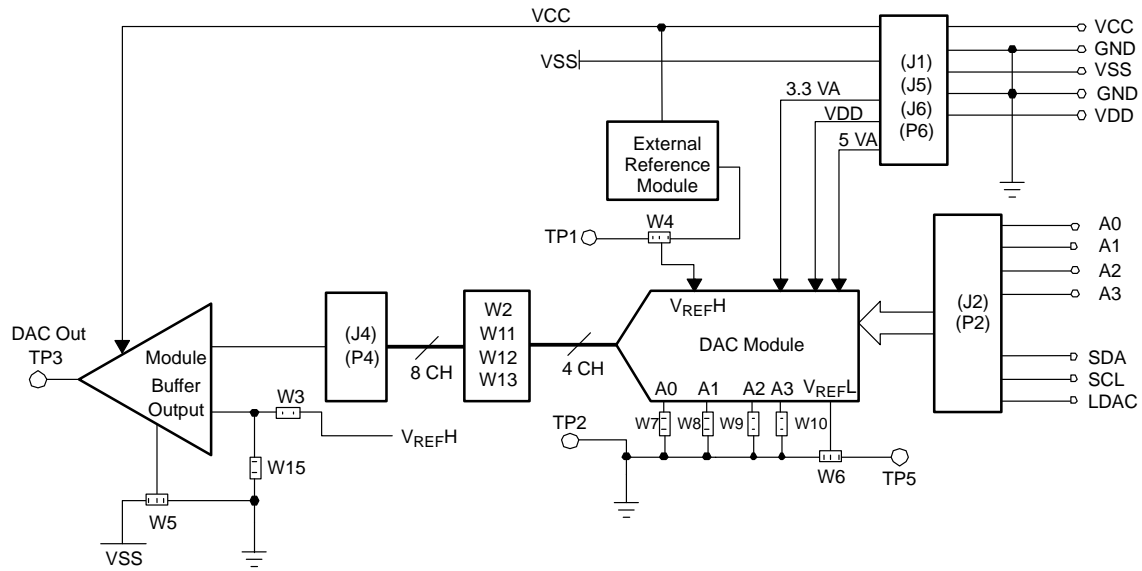 VCC
VCC
GND
VSS
(J1)
(J5)
VSS
3.3 VA
(J6)
GND
VDD
(P6)
VDD
5 VA
External
Reference
Module
W4
TP1
A0
A1
A2
A3
(J2)
(P2)
SDA
SCL
LDAC
VREFH
DAC Module
A0
A1
A2
A3
VREFL
W2
W11
W12
W13
(J4)
(P4)
8 CH
4 CH
DAC Out
TP3
Module
Buffer
Output
W3
VREFH
W15
W5
VSS
TP2
W7
W8
W9
W10
W6
TP5